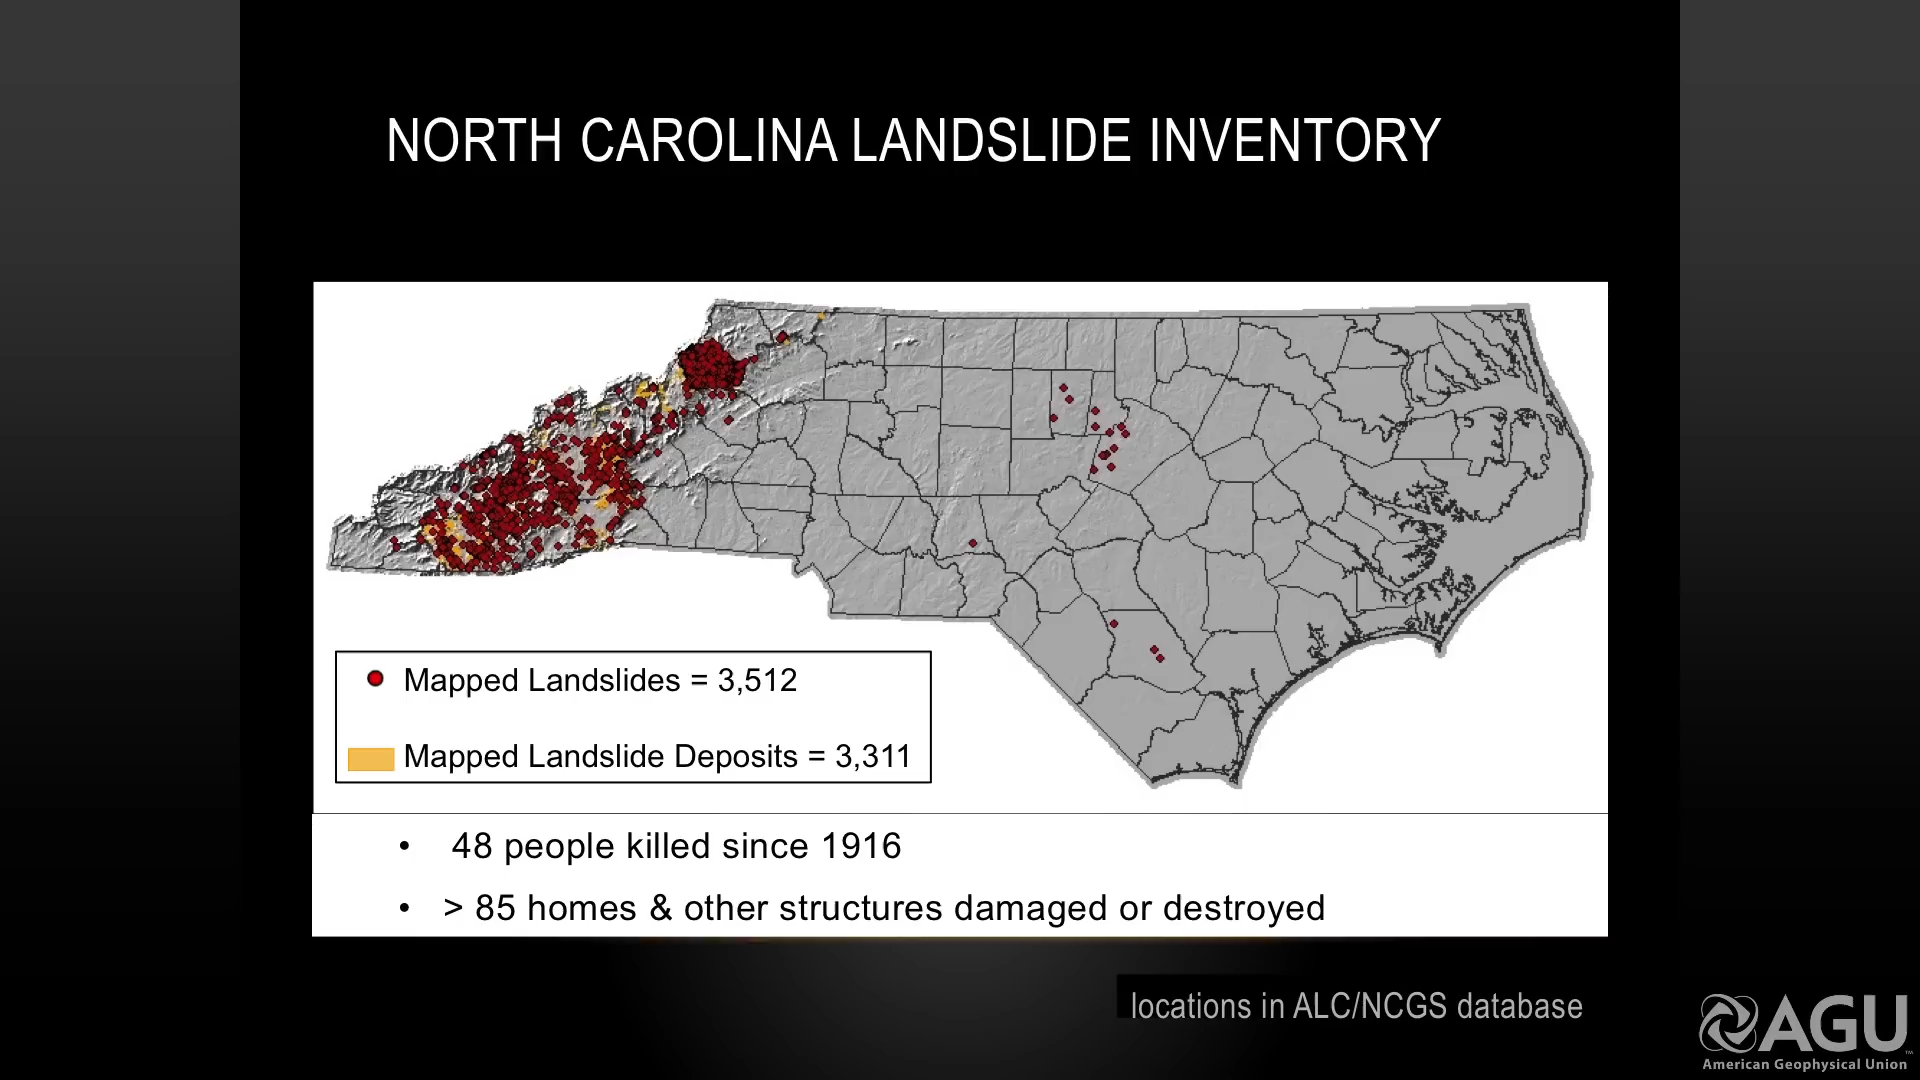 NORTH CAROLINA LANDSLIDE INVENTORY
Mapped Landslides = 3,512
Mapped Landslide Deposits = 3,311
• 48 people killed since 1916
• > 85 homes & other structures damaged or destroyed
locations in ALC/NCGS database
AGU
™
American Geophysical Union